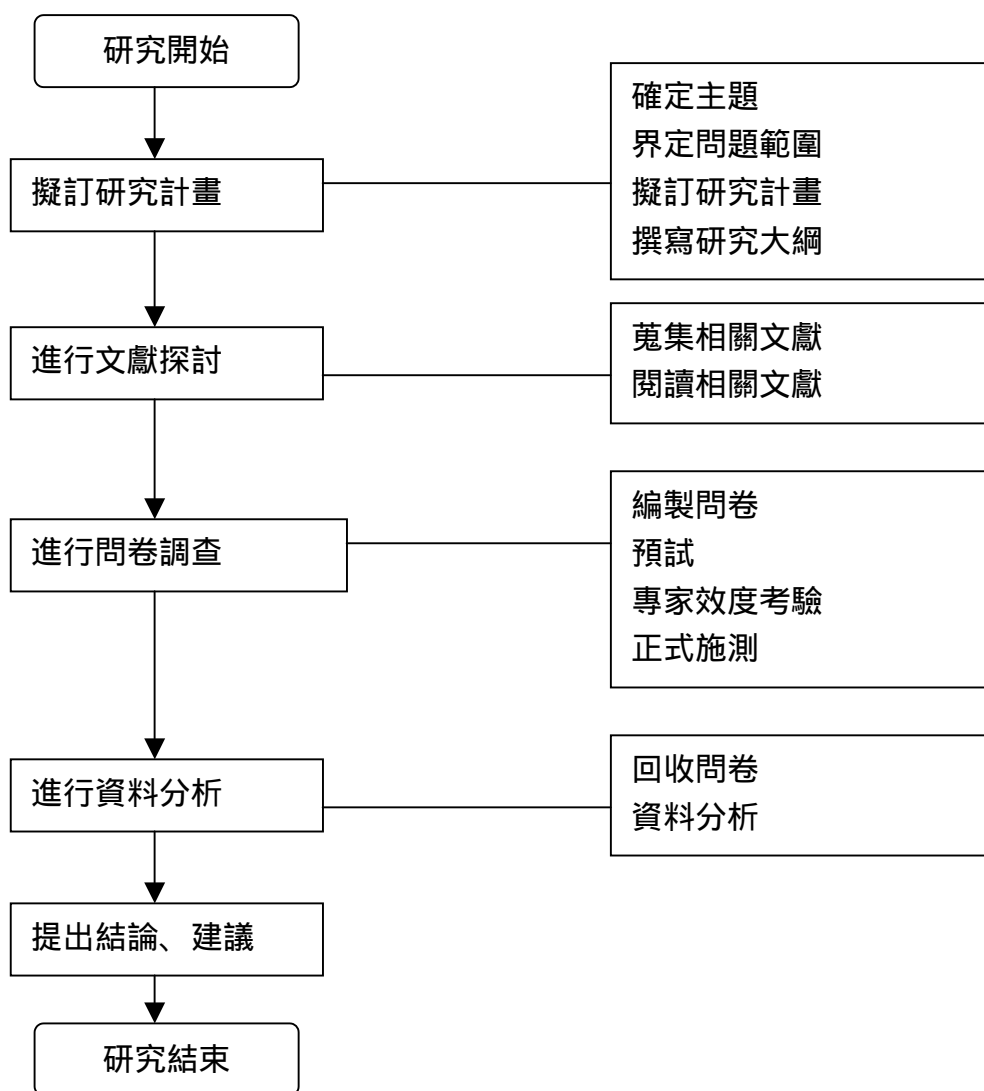 研究開始
擬訂研究計畫
確定主題
界定問題範圍
擬訂研究計畫
撰寫研究大綱
進行文獻探討
蒐集相關文獻
閱讀相關文獻
進行問卷調查
編製問卷
預試
專家效度考驗
正式施測
進行資料分析
回收問卷
資料分析
提出結論、建議
研究結束